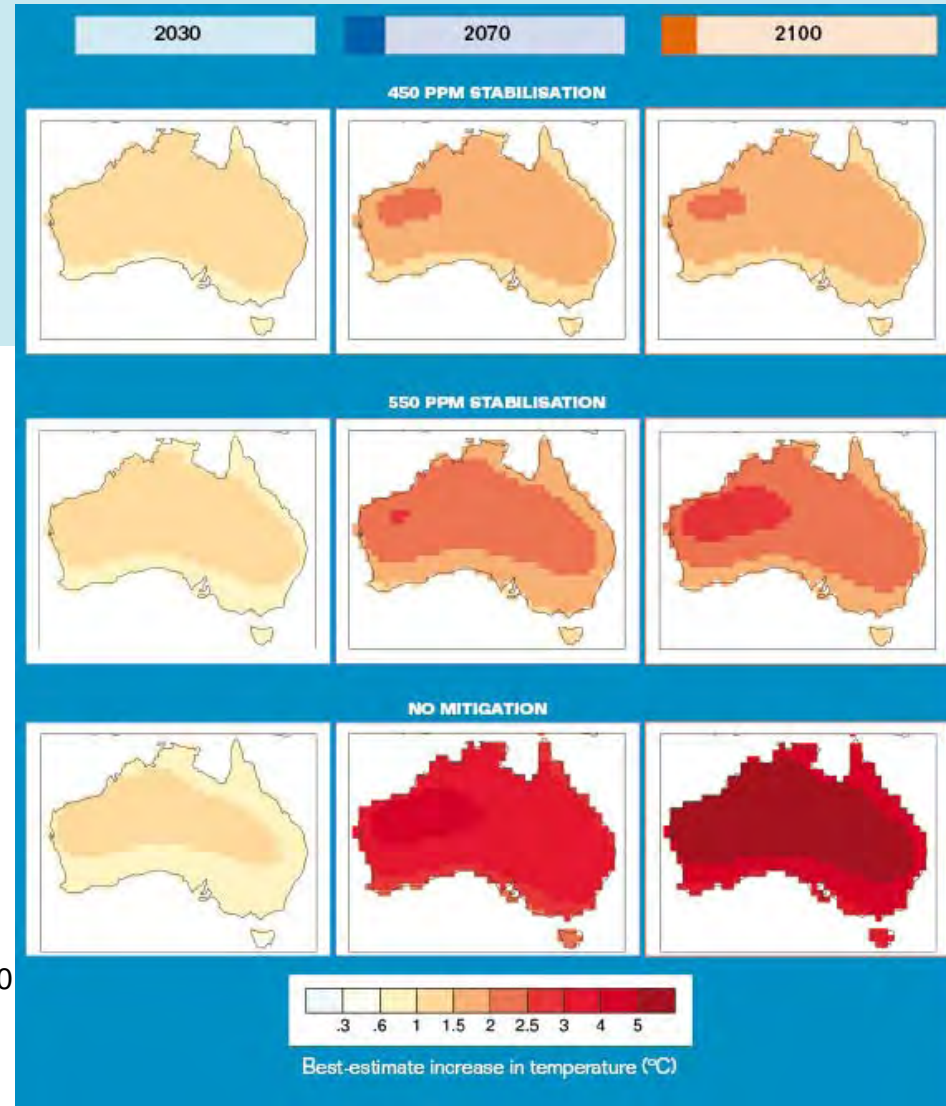 2030 2070 2100
450 PPM STABILISATION
550 PPM STABILISATION
NO MITIGATION
0
.3 .6 1 1.5 2 2.5 3 4 5
Best-estimate increase in temperature (°C)